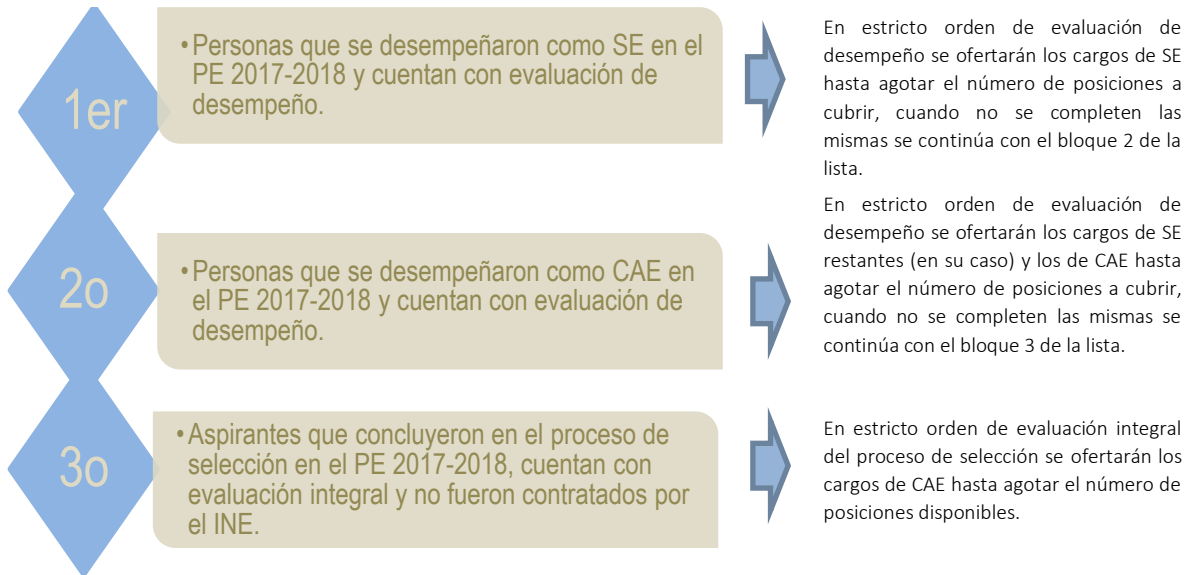 1er
•Personas que se desempeñaron como SE en el
PE 2017-2018 y cuentan con evaluación de
desempeño.
En estricto orden de evaluación de
desempeño se ofertarán los cargos de SE
hasta agotar el número de posiciones a
cubrir, cuando no se completen las
mismas se continúa con el bloque 2 de la
lista.
2o
•Personas que se desempeñaron como CAE en
el PE 2017-2018 y cuentan con evaluación de
desempeño.
En estricto orden de evaluación de
desempeño se ofertarán los cargos de SE
restantes (en su caso) y los de CAE hasta
agotar el número de posiciones a cubrir,
cuando no se completen las mismas se
continúa con el bloque 3 de la lista.
3o
•Aspirantes que concluyeron en el proceso de
selección en el PE 2017-2018, cuentan con
evaluación integral y no fueron contratados por
el INE.
En estricto orden de evaluación integral
del proceso de selección se ofertarán los
cargos de CAE hasta agotar el número de
posiciones disponibles.